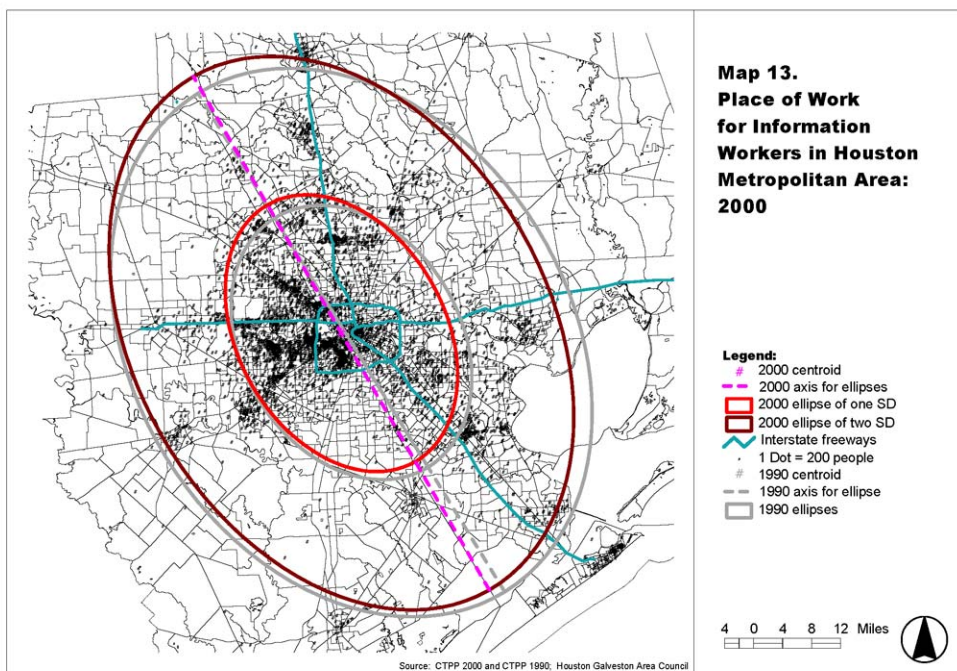 Map 13.
Place of Work
for Information
Workers in Houston
Metropolitan Area:
2000
Legend:
# 2000 centroid
2000 axis for ellipses
2000 ellipse of one SD
2000 ellipse of two SD
Interstate freeways
1 Dot = 200 people
# 1990 centroid
1990 axis for ellipse
1990 ellipses
4 0 4 8 12 Miles
Source: CTPP 2000 and CTPP 1990; Houston Galveston Area Council